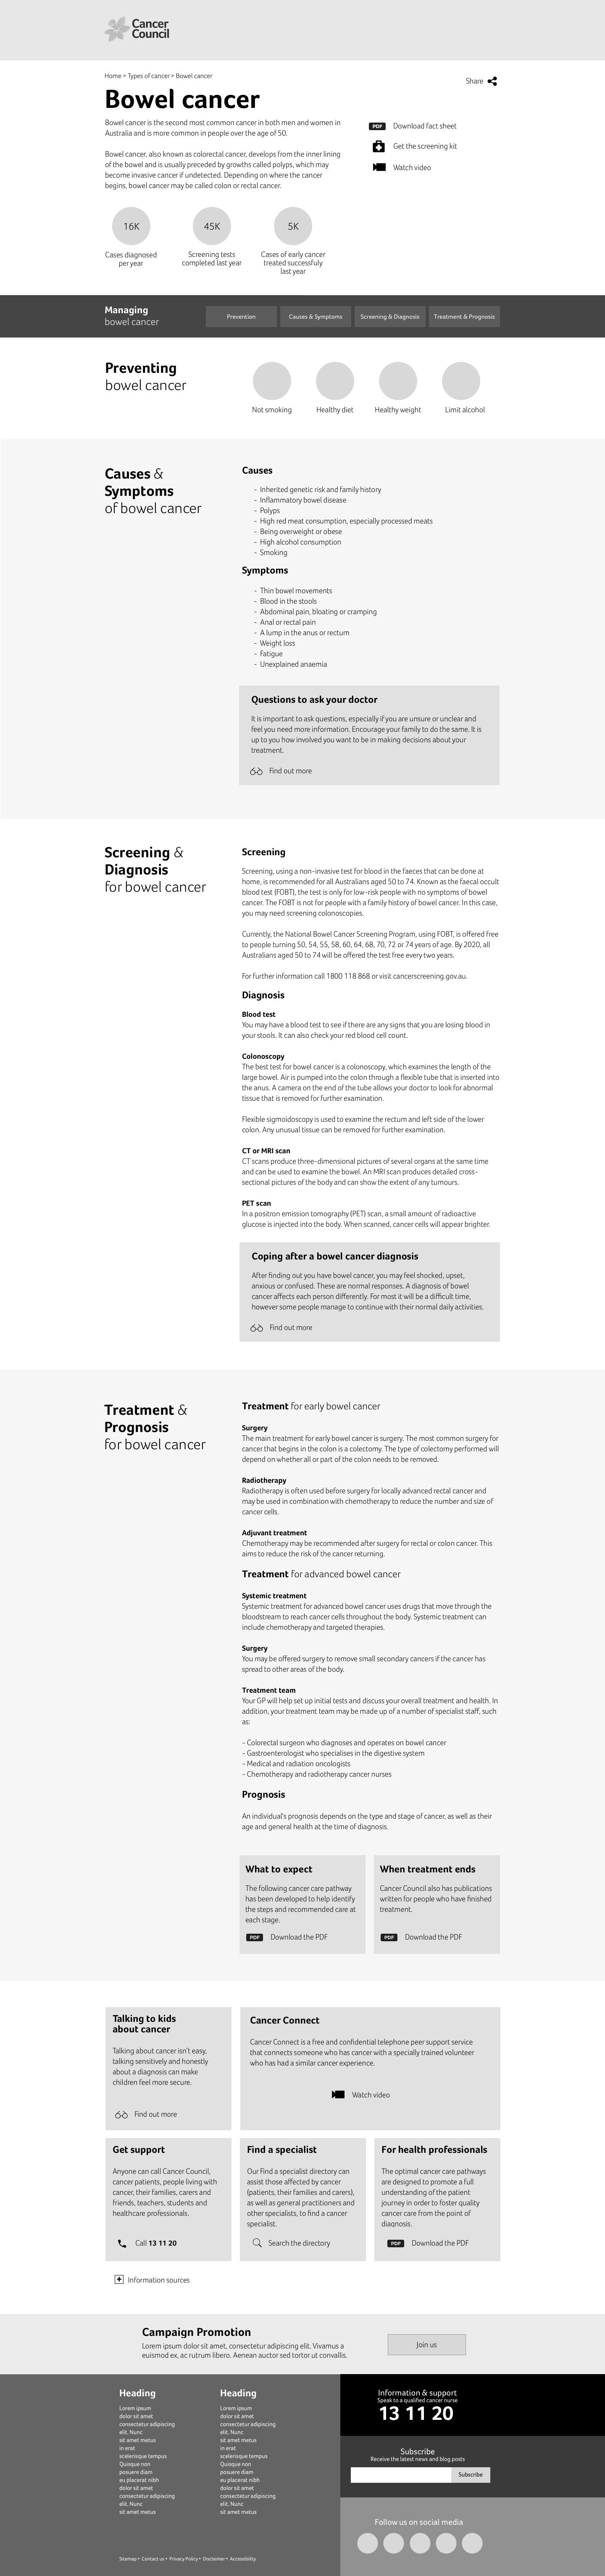 Cancer
Council
Home > Types of cancer > Bowel cancer
Share
Bowel cancer
Bowel cancer is the second most common cancer in both men and women in
Australia and is more common in people over the age of 50.
Bowel cancer, also known as colorectal cancer, develops from the inner lining
of the bowel and is usually preceded by growths called polyps, which may
become invasive cancer if undetected. Depending on where the cancer
begins, bowel cancer may be called colon or rectal cancer.
PDF Download fact sheet
Get the screening kit
Watch video
16K
45K
5K
Cases diagnosed
per year
Screening tests
completed last year
Cases of early cancer
treated successfuly
last year
Managing
bowel cancer
Prevention
Causes & Symptoms
Screening & Diagnosis
Treatment & Prognosis
Preventing
bowel cancer
Not smoking
Healthy diet
Healthy weight
Limit alcohol
Causes &
Symptoms
of bowel cancer
Causes
- Inherited genetic risk and family history
- Inflammatory bowel disease
- Polyps
- High red meat consumption, especially processed meats
- Being overweight or obese
- High alcohol consumption
- Smoking
Symptoms
- Thin bowel movements
- Blood in the stools
- Abdominal pain, bloating or cramping
- Anal or rectal pain
- A lump in the anus or rectum
- Weight loss
- Fatigue
- Unexplained anaemia
Questions to ask your doctor
It is important to ask questions, especially if you are unsure or unclear and
feel you need more information. Encourage your family to do the same. It is
up to you how involved you want to be in making decisions about your
treatment.
Find out more
Screening &
Diagnosis
for bowel cancer
Screening
Screening, using a non-invasive test for blood in the faeces that can be done at
home, is recommended for all Australians aged 50 to 74. Known as the faecal occult
blood test (FOBT), the test is only for low-risk people with no symptoms of bowel
cancer. The FOBT is not for people with a family history of bowel cancer. In this case,
you may need screening colonoscopies.
Currently, the National Bowel Cancer Screening Program, using FOBT, is offered free
to people turning 50, 54, 55, 58, 60, 64, 68, 70, 72 or 74 years of age. By 2020, all
Australians aged 50 to 74 will be offered the test free every two years.
For further information call 1800 118 868 or visit cancerscreening.gov.au.
Diagnosis
Blood test
You may have a blood test to see if there are any signs that you are losing blood in
your stools. It can also check your red blood cell count.
Colonoscopy
The best test for bowel cancer is a colonoscopy, which examines the length of the
large bowel. Air is pumped into the colon through a flexible tube that is inserted into
the anus. A camera on the end of the tube allows your doctor to look for abnormal
tissue that is removed for further examination.
Flexible sigmoidoscopy is used to examine the rectum and left side of the lower
colon. Any unusual tissue can be removed for further examination.
CT or MRI scan
CT scans produce three-dimensional pictures of several organs at the same time
and can be used to examine the bowel. An MRI scan produces detailed cross-
sectional pictures of the body and can show the extent of any tumours.
PET scan
In a positron emission tomography (PET) scan, a small amount of radioactive
glucose is injected into the body. When scanned, cancer cells will appear brighter.
Coping after a bowel cancer diagnosis
After finding out you have bowel cancer, you may feel shocked, upset,
anxious or confused. These are normal responses. A diagnosis of bowel
cancer affects each person differently. For most it will be a difficult time,
however some people manage to continue with their normal daily activities.
Find out more
Treatment &
Prognosis
for bowel cancer
Treatment for early bowel cancer
Surgery
The main treatment for early bowel cancer is surgery. The most common surgery for
cancer that begins in the colon is a colectomy. The type of colectomy performed will
depend on whether all or part of the colon needs to be removed.
Radiotherapy
Radiotherapy is often used before surgery for locally advanced rectal cancer and
may be used in combination with chemotherapy to reduce the number and size of
cancer cells.
Adjuvant treatment
Chemotherapy may be recommended after surgery for rectal or colon cancer. This
aims to reduce the risk of the cancer returning.
Treatment for advanced bowel cancer
Systemic treatment
Systemic treatment for advanced bowel cancer uses drugs that move through the
bloodstream to reach cancer cells throughout the body. Systemic treatment can
include chemotherapy and targeted therapies.
Surgery
You may be offered surgery to remove small secondary cancers if the cancer has
spread to other areas of the body.
Treatment team
Your GP will help set up initial tests and discuss your overall treatment and health. In
addition, your treatment team may be made up of a number of specialist staff, such
as:
- Colorectal surgeon who diagnoses and operates on bowel cancer
- Gastroenterologist who specialises in the digestive system
- Medical and radiation oncologists
- Chemotherapy and radiotherapy cancer nurses
Prognosis
An individual's prognosis depends on the type and stage of cancer, as well as their
age and general health at the time of diagnosis.
What to expect
The following cancer care pathway
has been developed to help identify
the steps and recommended care at
each stage.
PDF Download the PDF
When treatment ends
Cancer Council also has publications
written for people who have finished
treatment.
PDF Download the PDF
Talking to kids
about cancer
Talking about cancer isn't easy,
talking sensitively and honestly
about a diagnosis can make
children feel more secure.
Find out more
Cancer Connect
Cancer Connect is a free and confidential telephone peer support service
that connects someone who has cancer with a specially trained volunteer
who has had a similar cancer experience.
Watch video
Get support
Anyone can call Cancer Council,
cancer patients, people living with
cancer, their families, carers and
friends, teachers, students and
healthcare professionals.
Call 13 11 20
Find a specialist
Our Find a specialist directory can
assist those affected by cancer
(patients, their families and carers),
as well as general practitioners and
other specialists, to find a cancer
specialist.
Search the directory
For health professionals
The optimal cancer care pathways
are designed to promote a full
understanding of the patient
journey in order to foster quality
cancer care from the point of
diagnosis.
PDF Download the PDF
Information sources
Campaign Promotion
Lorem ipsum dolor sit amet, consectetur adipiscing elit. Vivamus a
euismod ex, ac rutrum libero. Aenean auctor sed tortor ut convallis.
Join us
Heading
Lorem ipsum
dolor sit amet
consectetur adipiscing
elit. Nunc
sit amet metus
in erat
scelerisque tempus
Quisque non
posuere diam
eu placerat nibh
dolor sit amet
consectetur adipiscing
elit. Nunc
sit amet metus
Heading
Lorem ipsum
dolor sit amet
consectetur adipiscing
elit. Nunc
sit amet metus
in erat
scelerisque tempus
Quisque non
posuere diam
eu placerat nibh
dolor sit amet
consectetur adipiscing
elit. Nunc
sit amet metus
Sitemap • Contact us • Privacy Policy • Disclaimer • Accessibility
Information & support
Speak to a qualified cancer nurse
13 11 20
Subscribe
Receive the latest news and blog posts
Subscribe
Follow us on social media